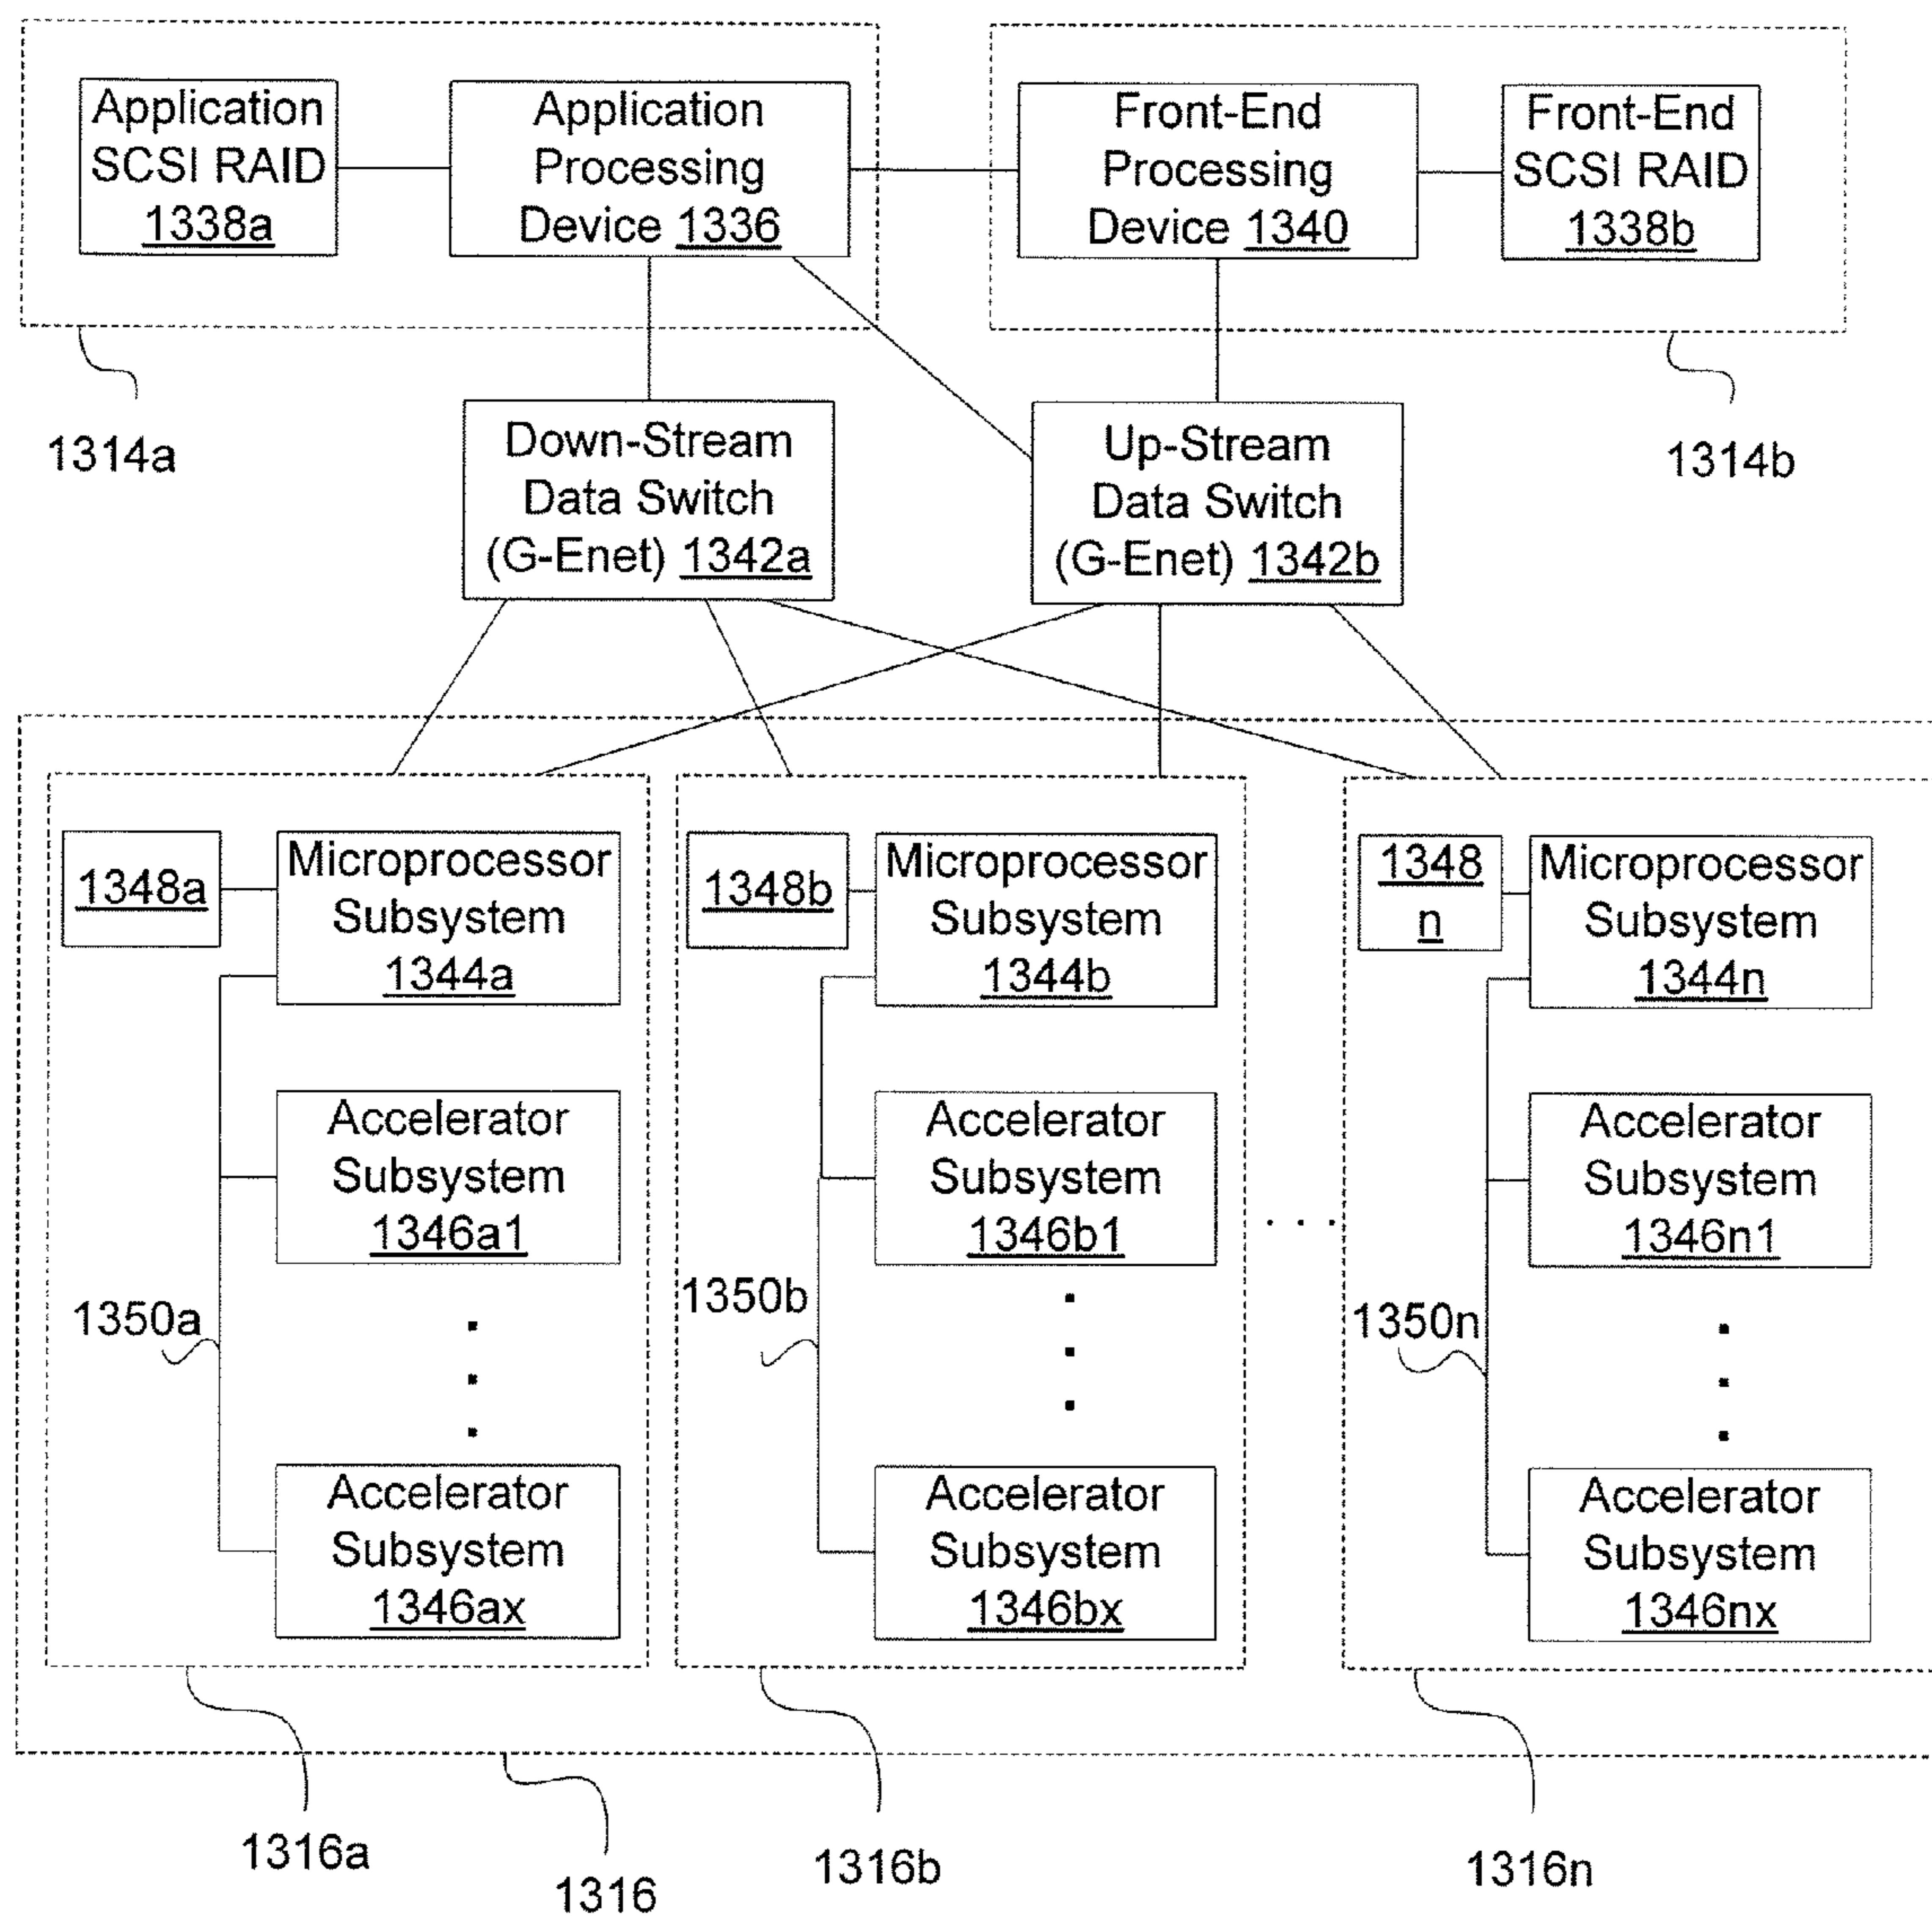 Application
SCSI RAID
1338a
Application
Processing
Device 1336
Front-End
Processing
Device 1340
Front-End
SCSI RAID
1338b
1314a
Down-Stream
Data Switch
(G-Enet) 1342a
Up-Stream
Data Switch
(G-Enet) 1342b
1314b
1348a
Microprocessor
Subsystem
1344a
1348b
Microprocessor
Subsystem
1344b
1348
n
Microprocessor
Subsystem
1344n
Accelerator
Subsystem
1346a1
Accelerator
Subsystem
1346b1
. . .
Accelerator
Subsystem
1346n1
1350a
1350b
1350n
Accelerator
Subsystem
1346ax
Accelerator
Subsystem
1346bx
Accelerator
Subsystem
1346nx
1316a
1316
1316b
1316n